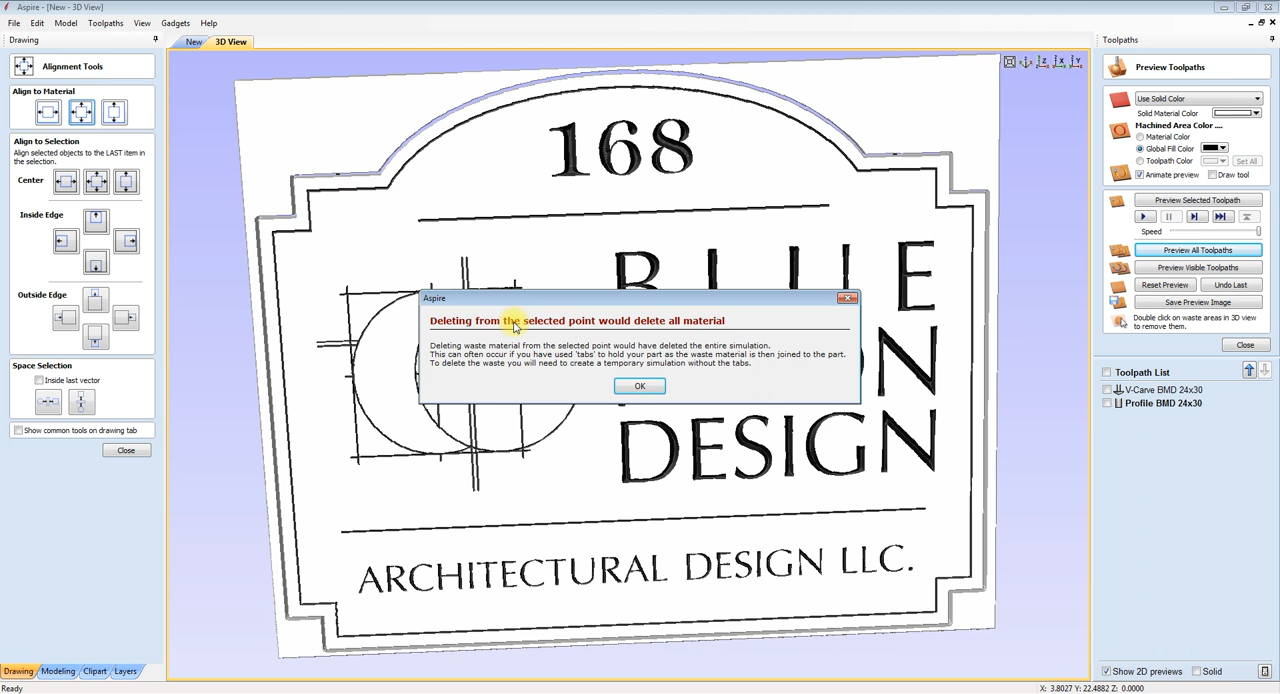 Aspire - [New - 3D View]
File Edit Model Toolpaths View Gadgets Help
Drawing
Alignment Tools
Align to Material
Align to Selection
Align selected objects to the LAST item in
the selection.
Center
Inside Edge
Outside Edge
Space Selection
Inside last vector
Show common tools on drawing tab
Close
Drawing Modeling Clipart Layers
Ready
New 3D View
168
BLUE
DESIGN
ARCHITECTURAL DESIGN LLC.
Aspire
Deleting from the selected point would delete all material
Deleting waste material from the selected point would have deleted the entire simulation.
This can often occur if you have used 'tabs' to hold your part as the waste material is then joined to the part.
To delete the waste you will need to create a temporary simulation without the tabs.
OK
Toolpaths
Preview Toolpaths
Use Solid Color
Solid Material Color
Machined Area Color ....
Material Color
Global Fill Color
Toolpath Color Set All
Animate preview Draw tool
Preview Selected Toolpath
Speed
Preview All Toolpaths
Preview Visible Toolpaths
Reset Preview Undo Last
Save Preview Image
Double click on waste areas in 3D view
to remove them.
Close
Toolpath List
V-Carve BMD 24x30
Profile BMD 24x30
Show 2D previews Solid
X: 3.8027 Y: 22.4882 Z: 0.0000